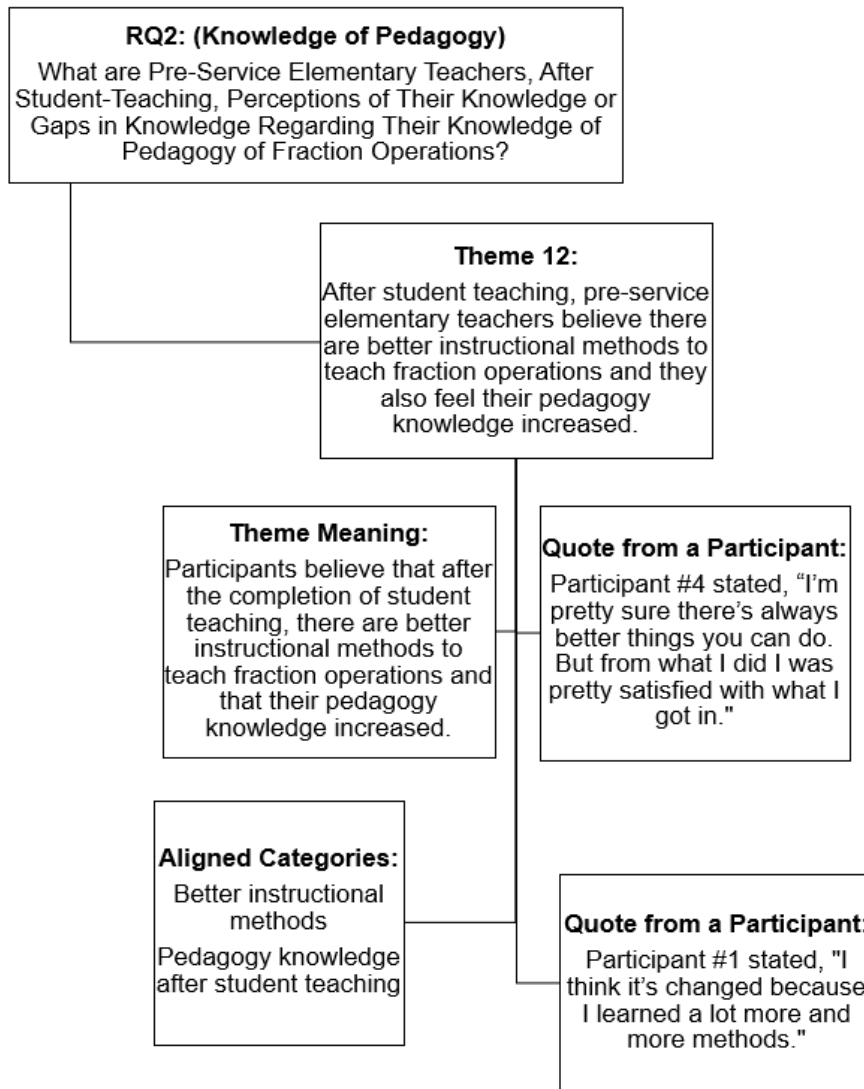 RQ2: (Knowledge of Pedagogy)
What are Pre-Service Elementary Teachers, After
Student-Teaching, Perceptions of Their Knowledge or
Gaps in Knowledge Regarding Their Knowledge of
Pedagogy of Fraction Operations?
Theme 12:
After student teaching, pre-service
elementary teachers believe there
are better instructional methods to
teach fraction operations and they
also feel their pedagogy
knowledge increased.
Theme Meaning:
Participants believe that after
the completion of student
teaching, there are better
instructional methods to
teach fraction operations and
that their pedagogy
knowledge increased.
Quote from a Participant:
Participant #4 stated, “I’m
pretty sure there’s always
better things you can do.
But from what I did I was
pretty satisfied with what I
got in."
Aligned Categories:
Better instructional
methods
Pedagogy knowledge
after student teaching
Quote from a Participant:
Participant #1 stated, "I
think it’s changed because
I learned a lot more and
more methods."